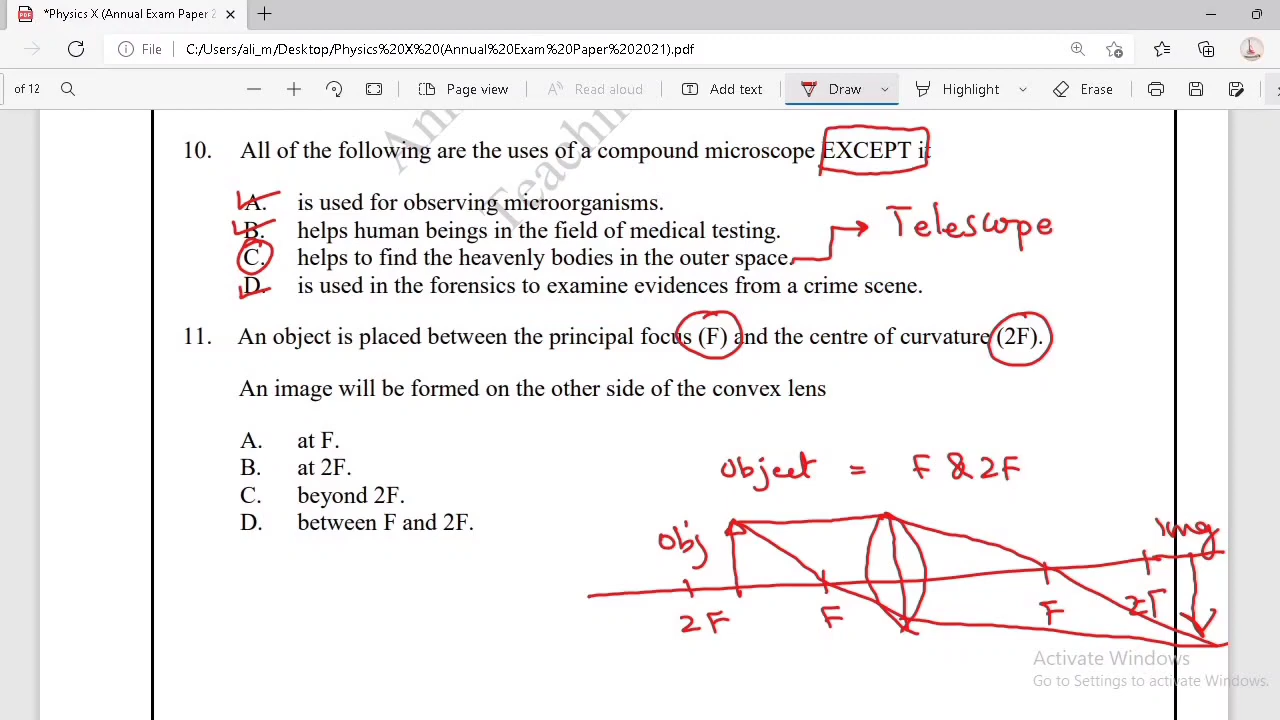 *Physics X (Annual Exam Paper 2
File C:/Users/ali_m/Desktop/Physics%20X%20(Annual%20Exam%20Paper%202021).pdf
of 12 Page view Read aloud Add text Draw Highlight Erase
10. All of the following are the uses of a compound microscope EXCEPT it
A. is used for observing microorganisms.
B. helps human beings in the field of medical testing.
Telescope
C. helps to find the heavenly bodies in the outer space.
D. is used in the forensics to examine evidences from a crime scene.
11. An object is placed between the principal focus (F) and the centre of curvature (2F).
An image will be formed on the other side of the convex lens
A. at F.
B. at 2F.
C. beyond 2F.
D. between F and 2F.
object = F & 2F
Obj
2F F F 2F
Activate Windows
Go to Settings to activate Windows.